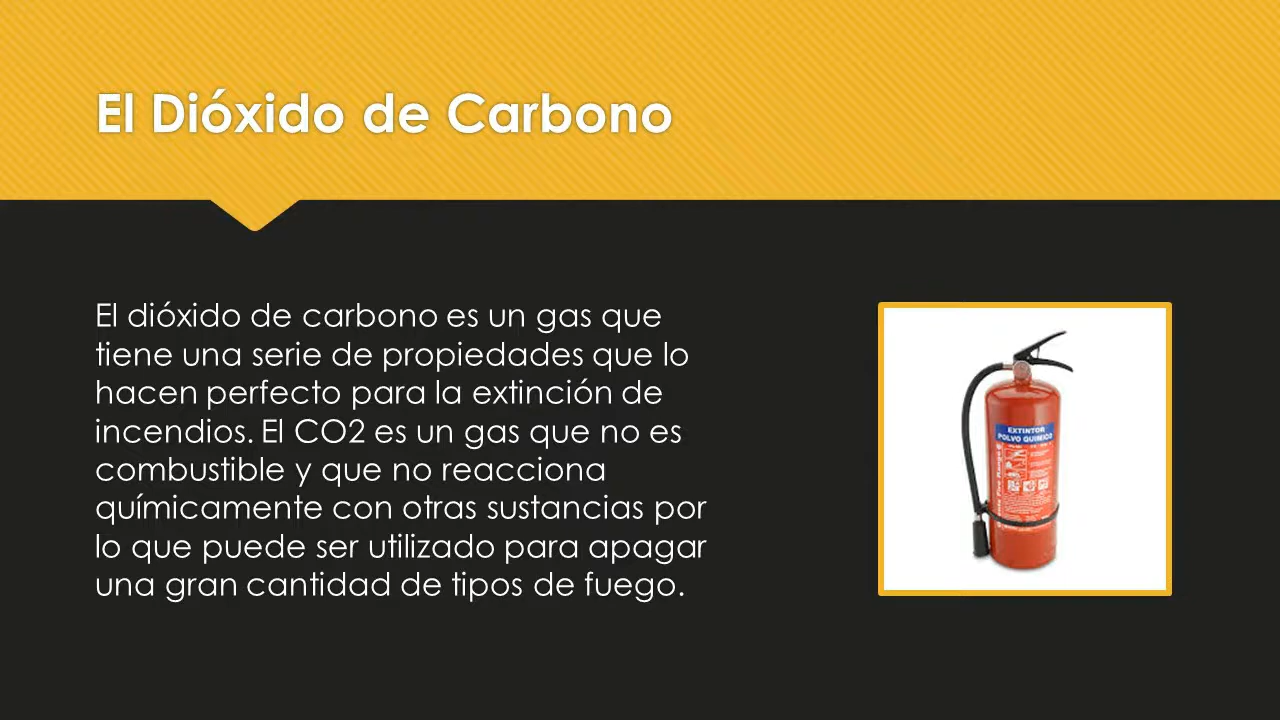 El Dióxido de Carbono
El dióxido de carbono es un gas que
tiene una serie de propiedades que lo
hacen perfecto para la extinción de
incendios. El CO2 es un gas que no es
combustible y que no reacciona
químicamente con otras sustancias por
lo que puede ser utilizado para apagar
una gran cantidad de tipos de fuego.
EXTINTOR
POLVO QUIMICO